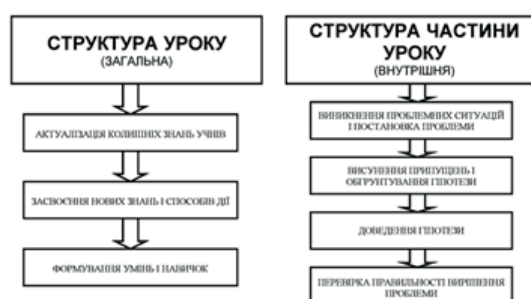 СТРУКТУРА УРОКУ
(ЗАГАЛЬНА)
АКТУАЛІЗАЦІЯ КОЛИШНІХ ЗНАНЬ УЧНІВ
ЗАСВОЄННЯ НОВИХ ЗНАНЬ І СПОСОБІВ ДІЇ
ФОРМУВАННЯ УМІНЬ І НАВИЧОК
СТРУКТУРА ЧАСТИНИ
УРОКУ
(ВНУТРІШНЯ)
ВИНИКНЕННЯ ПРОБЛЕМНИХ СИТУАЦІЙ
І ПОСТАНОВКА ПРОБЛЕМИ
ВИСУНЕННЯ ПРИПУЩЕНЬ І
ОБГРУНТУВАННЯ ГІПОТЕЗИ
ДОВЕДЕННЯ ГІПОТЕЗИ
ПЕРЕВІРКА ПРАВИЛЬНОСТІ ВИРІШЕННЯ
ПРОБЛЕМИ